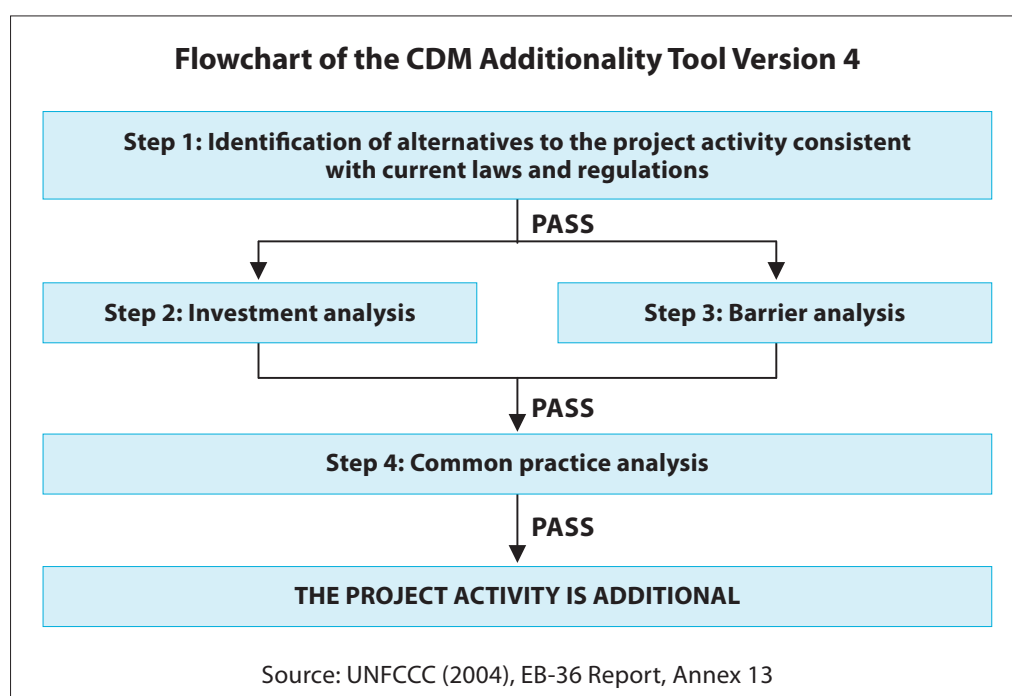 Flowchart of the CDM Additionality Tool Version 4
Step 1: Identification of alternatives to the project activity consistent
with current laws and regulations
PASS
Step 2: Investment analysis
Step 3: Barrier analysis
PASS
Step 4: Common practice analysis
PASS
THE PROJECT ACTIVITY IS ADDITIONAL
Source: UNFCCC (2004), EB-36 Report, Annex 13